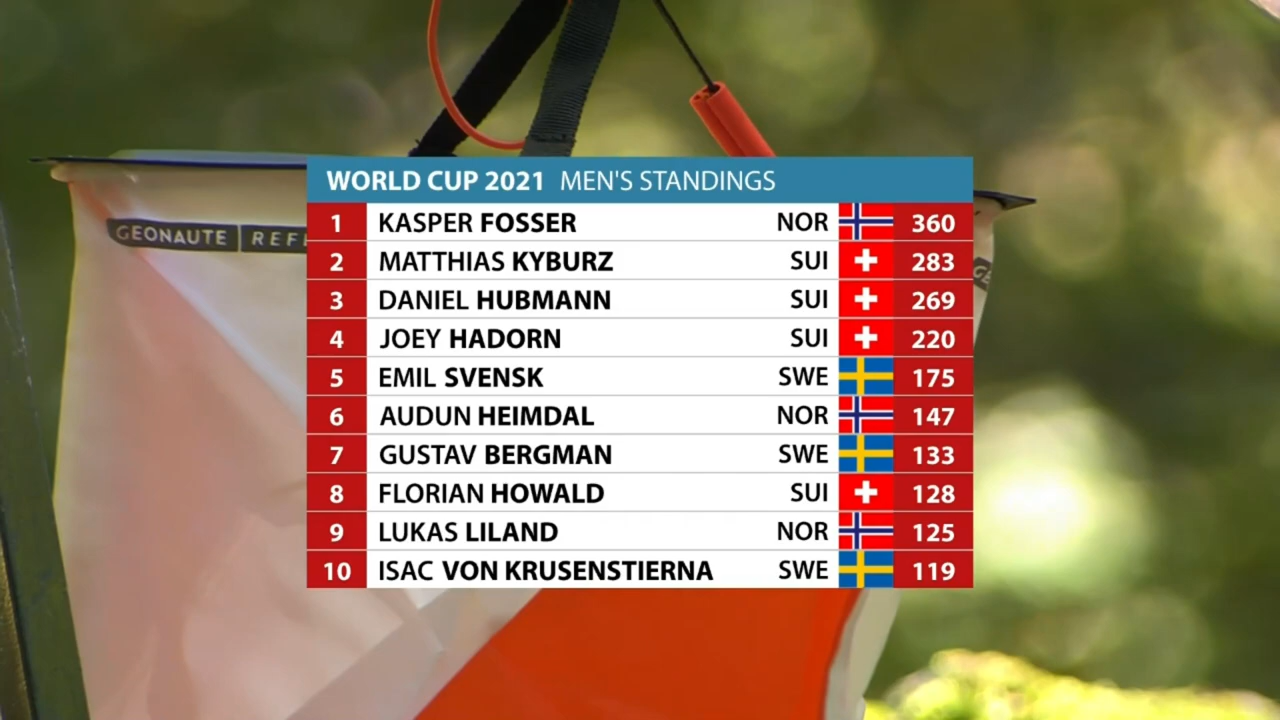 WORLD CUP 2021 MEN'S STANDINGS
GEONAUTE
1 KASPER FOSSER NOR 360
2 MATTHIAS KYBURZ SUI 283
3 DANIEL HUBMANN SUI 269
4 JOEY HADORN SUI 220
5 EMIL SVENSK SWE 175
6 AUDUN HEIMDAL NOR 147
7 GUSTAV BERGMAN SWE 133
8 FLORIAN HOWALD SUI 128
9 LUKAS LILAND NOR 125
10 ISAC VON KRUSENSTIERNA SWE 119